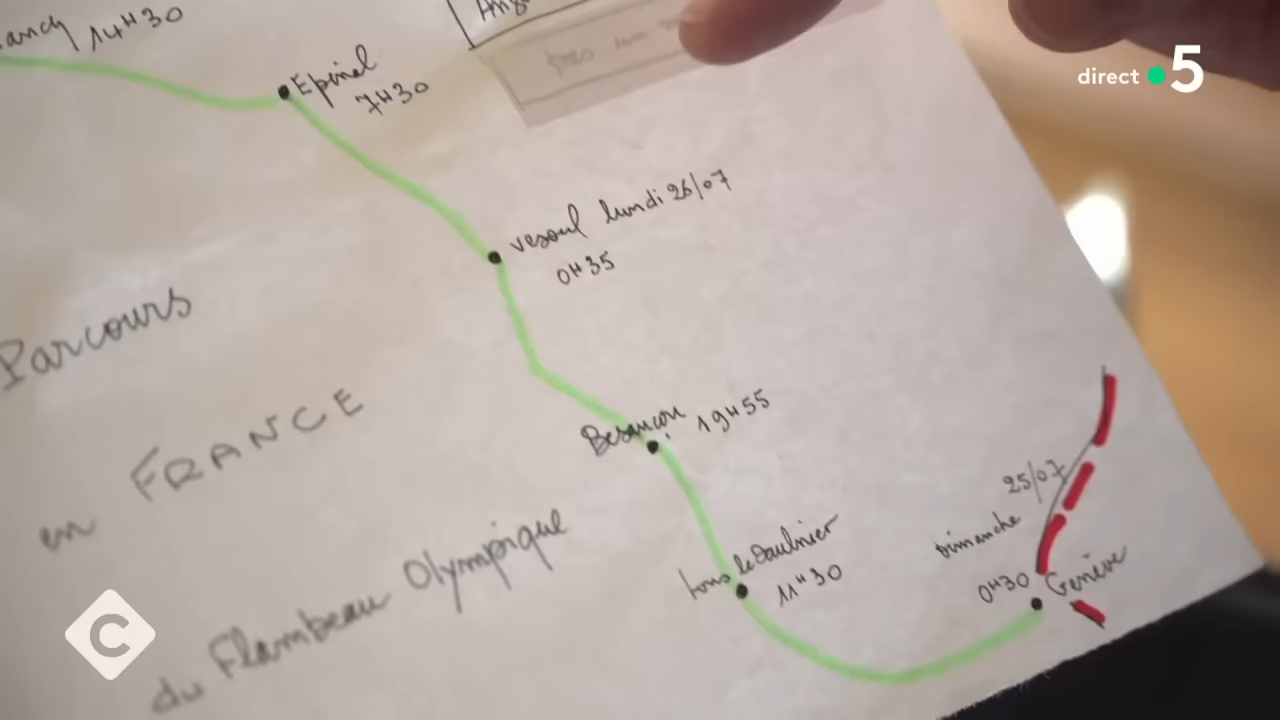 14H30
Epinal
7H30
direct 5
vesoul lundi 26/07
0H35
Parcours
en FRANCE
du Flambeau Olympique
Besançon 19H55
Lons le Saulnier
11H30
Dimanche 25/07
0H30 Genève
C